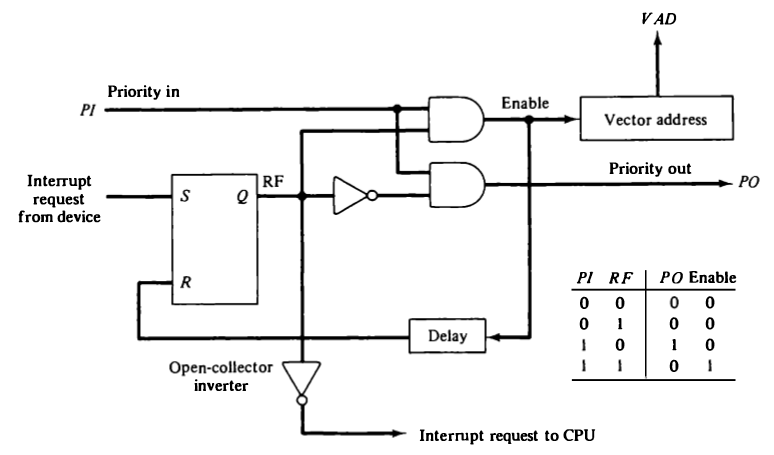 VAD
Priority in
PI
Enable
Vector address
Priority out
PO
Interrupt
request
from device
S
Q
RF
R
Delay
PI RF PO Enable
0 0 0 0
0 1 0 0
1 0 1 0
1 1 0 1
Open-collector
inverter
Interrupt request to CPU